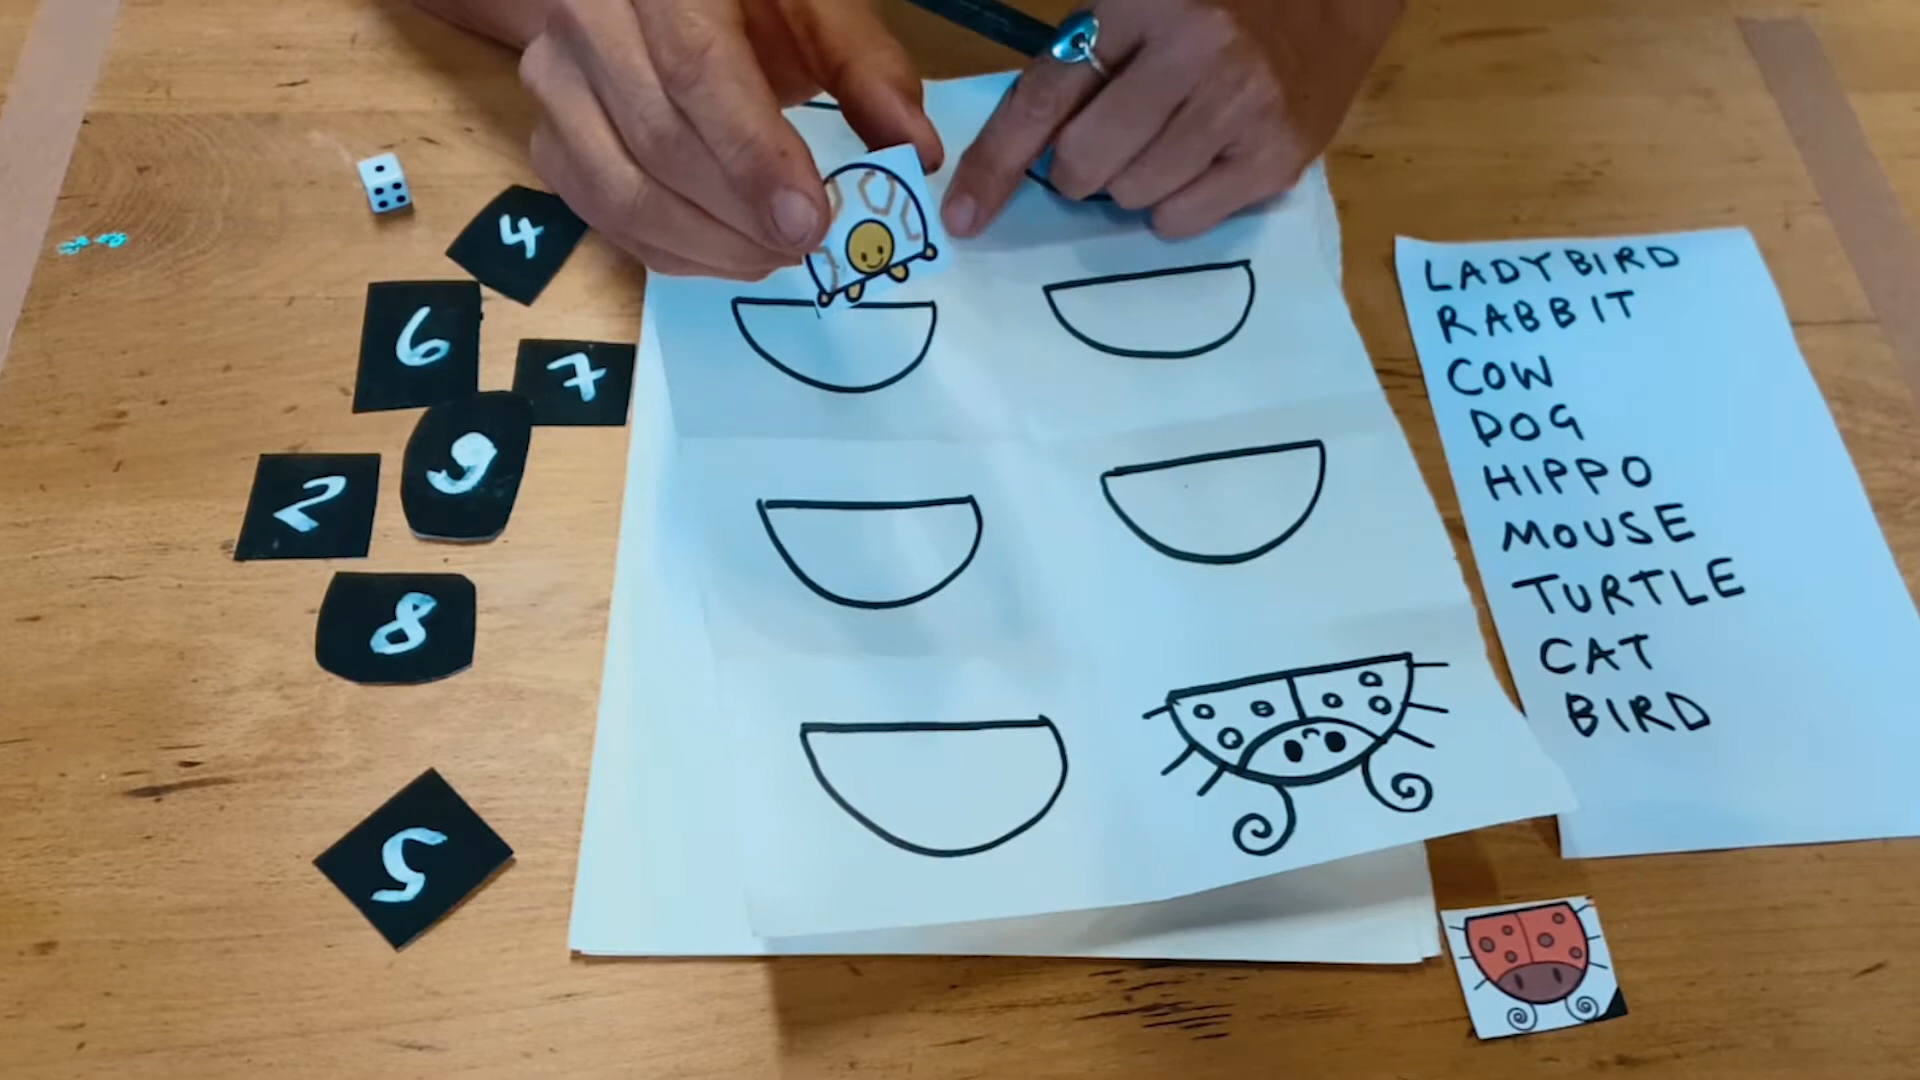 4
6
7
9
2
8
5
LADYBIRD
RABBIT
COW
DOG
HIPPO
MOUSE
TURTLE
CAT
BIRD